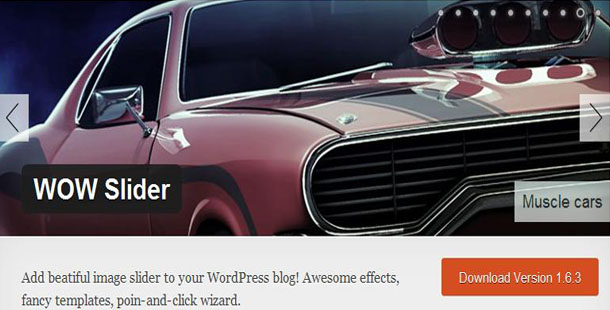 WOW Slider
Muscle cars
Add beatiful image slider to your WordPress blog! Awesome effects,
fancy templates, poin-and-click wizard.
Download Version 1.6.3